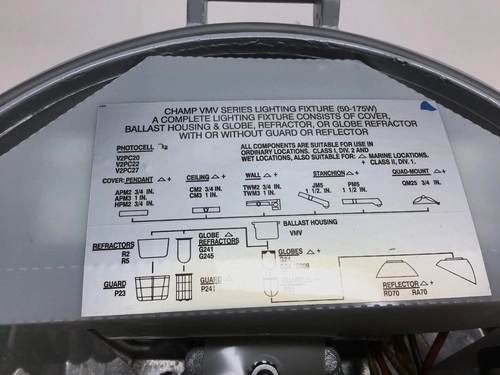 CHAMP VMV SERIES LIGHTING FIXTURE (50-175W)
A COMPLETE LIGHTING FIXTURE CONSISTS OF COVER,
BALLAST HOUSING & GLOBE, REFRACTOR, OR GLOBE REFRACTOR
WITH OR WITHOUT GUARD OR REFLECTOR
PHOTOCELL
V2PC20
V2PC22
V2PC27
ALL COMPONENTS ARE SUITABLE FOR USE IN
ORDINARY LOCATIONS. CLASS I, DIV. 2 AND
WET LOCATIONS, ALSO SUITABLE FOR △ MARINE LOCATIONS.
+ CLASS II, DIV. 1.
COVER: PENDANT △ +
APM2 3/4 IN.
APM3 1 IN.
HPM2 3/4 IN.
CEILING △ +
CM2 3/4 IN.
CM3 1 IN.
WALL △ +
TWM2 3/4 IN.
TWM3 1 IN.
STANCHION △ +
JM5 1 1/2 IN.
PM5 1 1/2 IN.
QUAD-MOUNT △ +
QM25 3/4 IN.
BALLAST HOUSING
VMV
REFRACTORS
R2
R5
GLOBE △
REFRACTORS
G241
G245
GLOBES △ +
G21
GUARD
P23
GUARD △
P241
REFLECTOR △ +
RD70 RA70